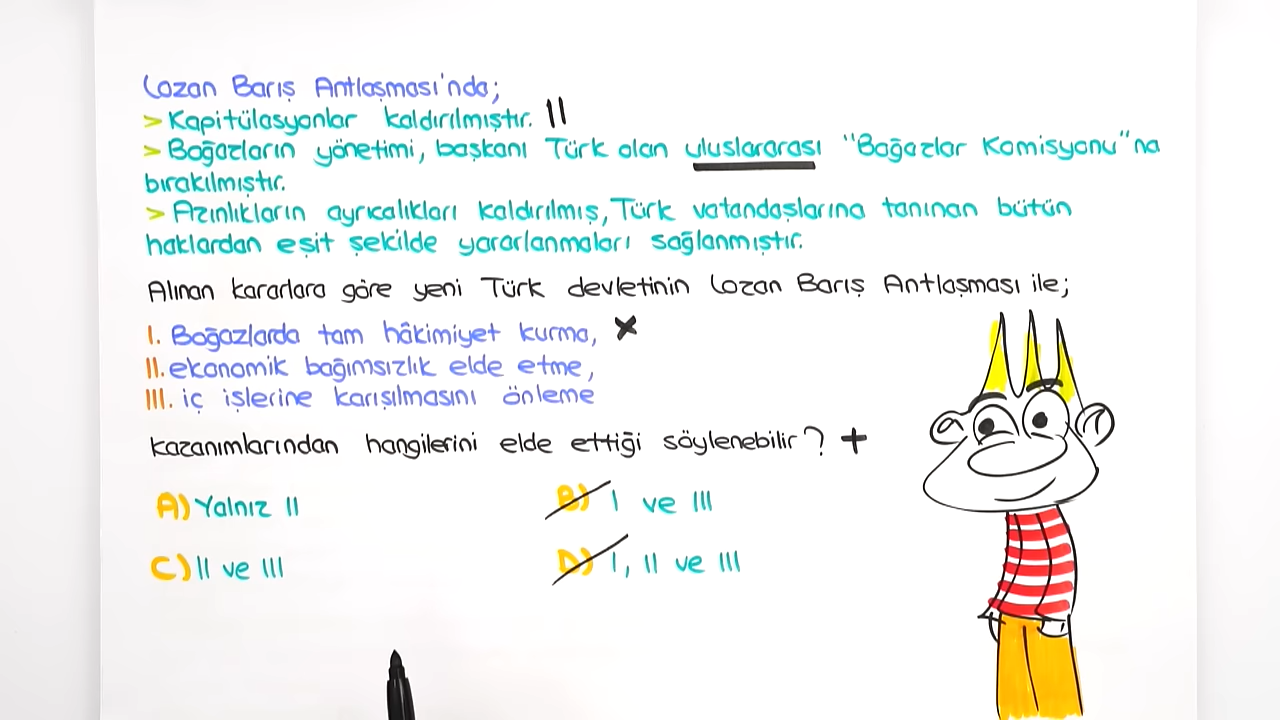 Lozan Barış Antlaşması'nda;
> Kapitülasyonlar kaldırılmıştır. II
> Boğazların yönetimi, başkanı Türk olan uluslararası "Boğazlar Komisyonu"na
bırakılmıştır.
> Azınlıkların ayrıcalıkları kaldırılmış, Türk vatandaşlarına tanınan bütün
haklardan eşit şekilde yararlanmaları sağlanmıştır.
Alınan kararlara göre yeni Türk devletinin Lozan Barış Antlaşması ile;
I. Boğazlarda tam hâkimiyet kurma, x
II. ekonomik bağımsızlık elde etme,
III. iç işlerine karışılmasını önleme
kazanımlarından hangilerini elde ettiği söylenebilir? +
A) Yalnız II
B) I ve III
C) II ve III
D) I, II ve III